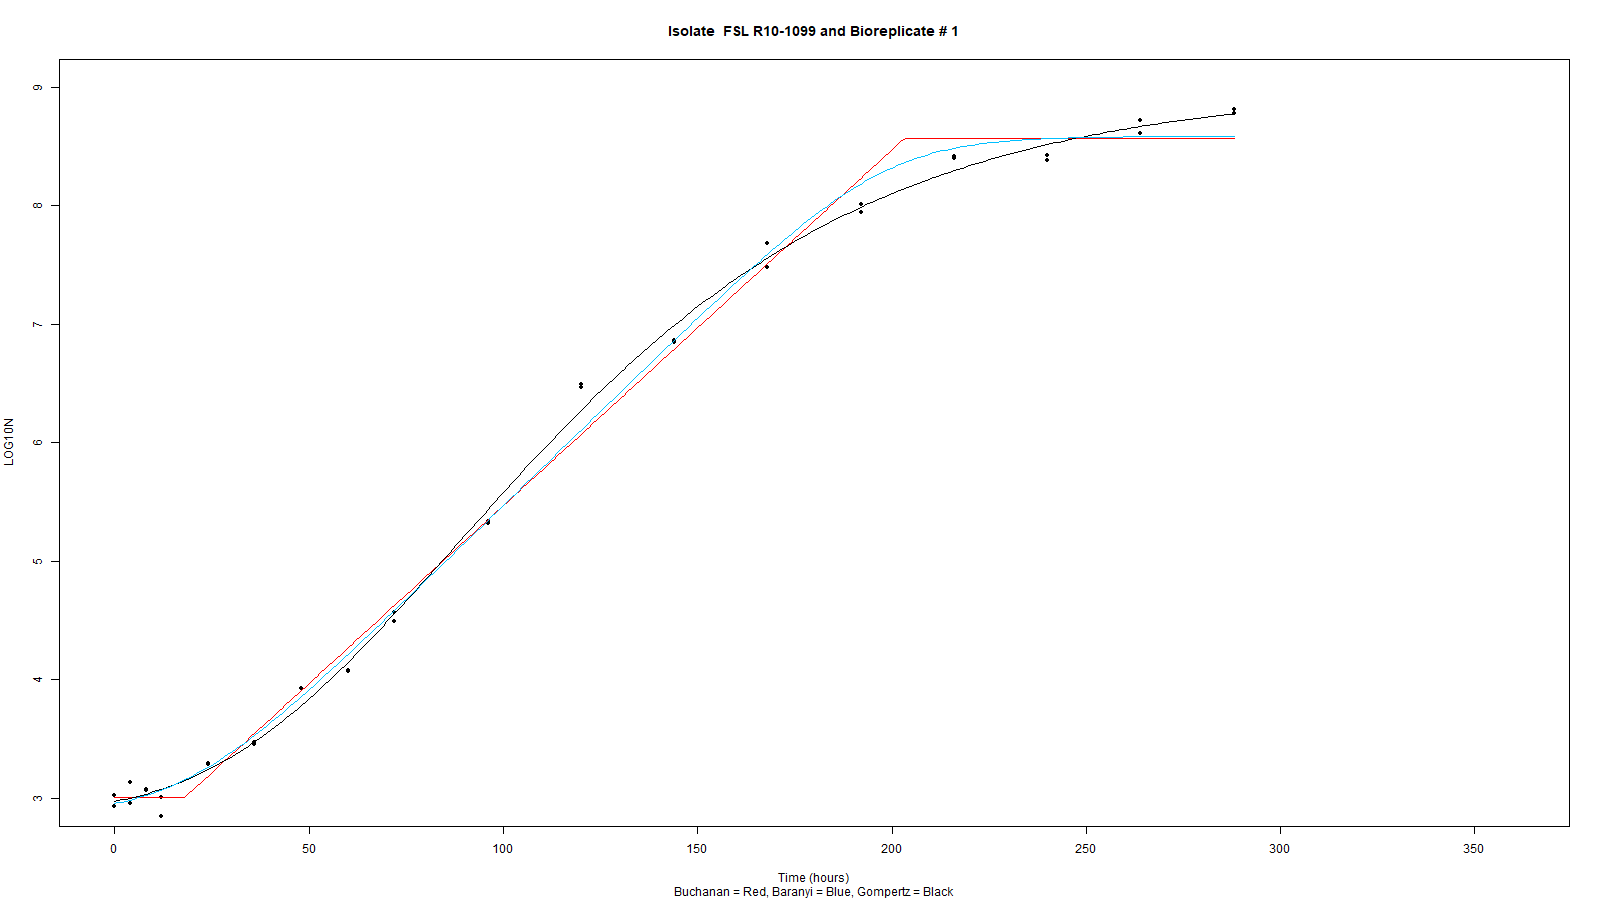 Isolate  FSL R10-1099 and Bioreplicate # 1
9
8
7
6
5
4
3
LOG10N
0 50 100 150 200 250 300 350
Time (hours)
Buchanan = Red, Baranyi = Blue, Gompertz = Black